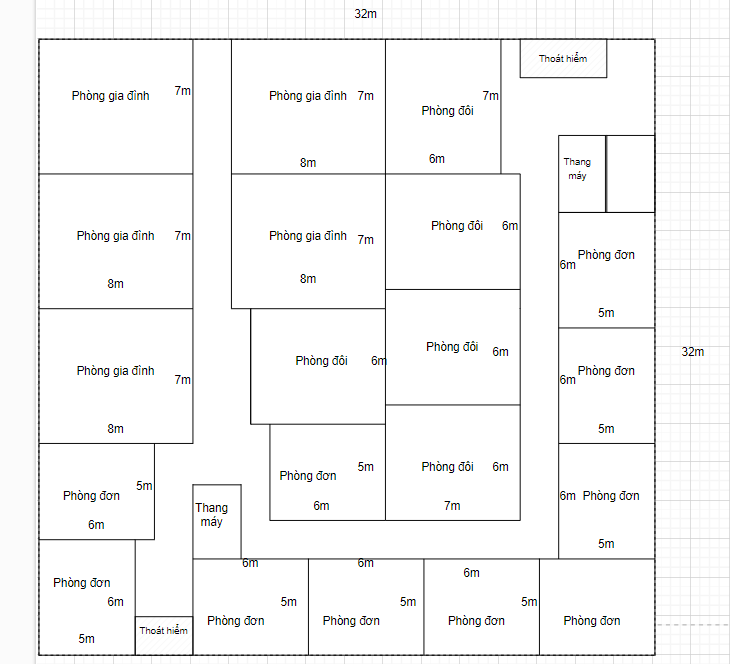 32m
Thoát hiểm
Phòng gia đình
7m
Phòng gia đình
7m
7m
Phòng đôi
8m
6m
Thang
máy
Phòng gia đình
7m
Phòng gia đình
7m
Phòng đôi
6m
8m
8m
6m
Phòng đơn
5m
Phòng gia đình
7m
8m
Phòng đôi
6m
Phòng đôi
6m
32m
6m
Phòng đơn
5m
Phòng đơn
5m
6m
Phòng đơn
5m
6m
Phòng đôi
6m
7m
6m
Phòng đơn
5m
Thang
máy
Phòng đơn
6m
5m
Thoát hiểm
6m
5m
Phòng đơn
6m
5m
Phòng đơn
6m
5m
Phòng đơn
Phòng đơn